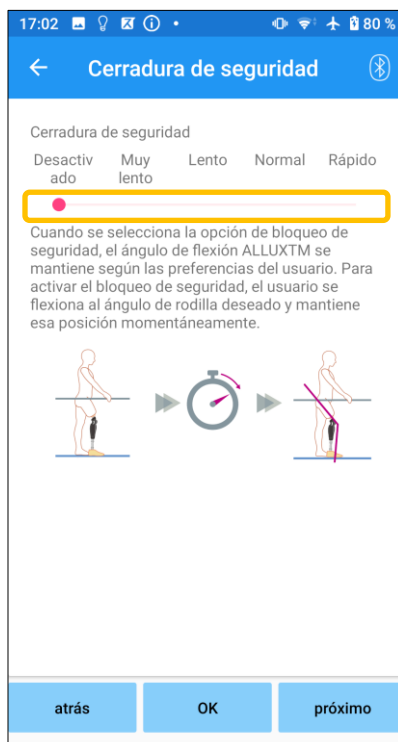 17:02 80 %
Cerradura de seguridad
Cerradura de seguridad
Desactiv Muy Lento Normal Rápido
ado lento
Cuando se selecciona la opción de bloqueo de
seguridad, el ángulo de flexión ALLUXTM se
mantiene según las preferencias del usuario. Para
activar el bloqueo de seguridad, el usuario se
flexiona al ángulo de rodilla deseado y mantiene
esa posición momentáneamente.
atrás OK próximo